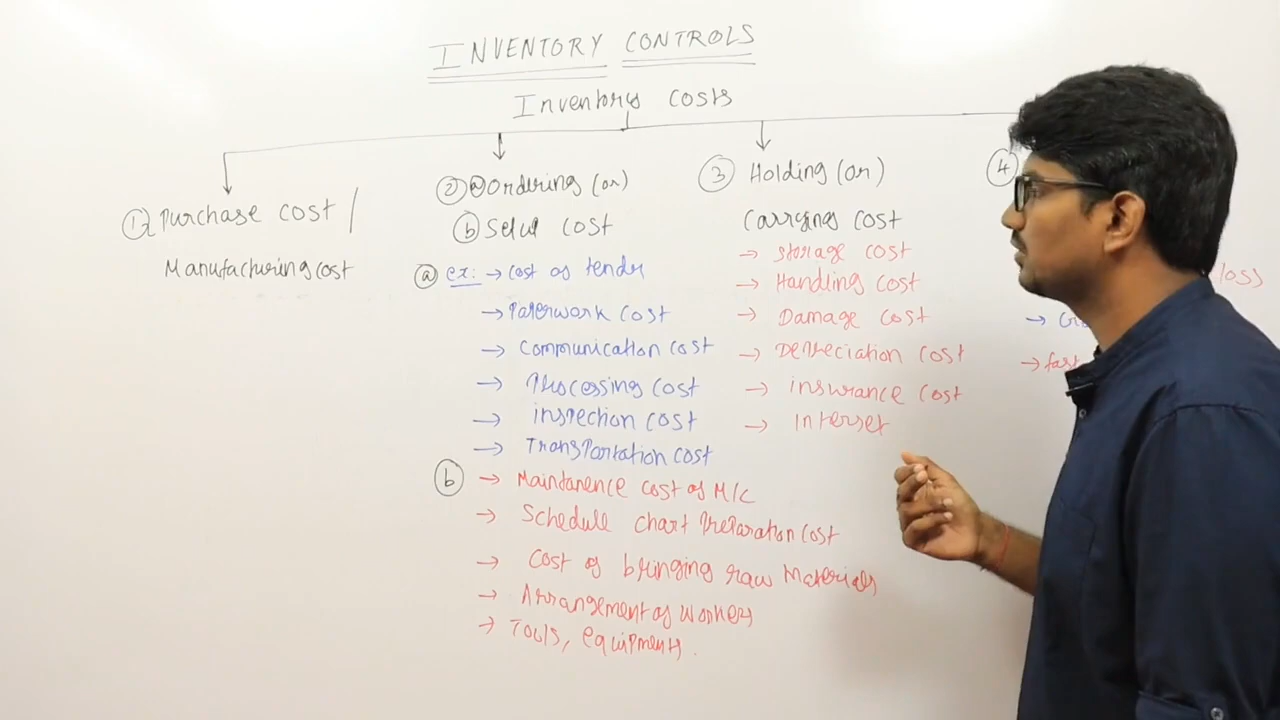 INVENTORY CONTROLS
Inventory Costs
① Purchase cost /
Manufacturing cost
② ⓐ Ordering (or)
ⓑ Setup cost
ⓐ ex: → cost of tender
→ Paperwork cost
→ communication cost
→ Processing cost
→ inspection cost
→ Transportation cost
ⓑ → Maintanence cost of M/C
→ Schedule chart Preparation cost
→ Cost of bringing raw Materials
→ Arrangement of workers
→ Tools, equipments.
③ Holding (or)
Carrying cost
→ Storage cost
→ Handling cost
→ Damage cost
→ Depreciation cost
→ insurance cost
→ Interset
④
loss
→
→ fast